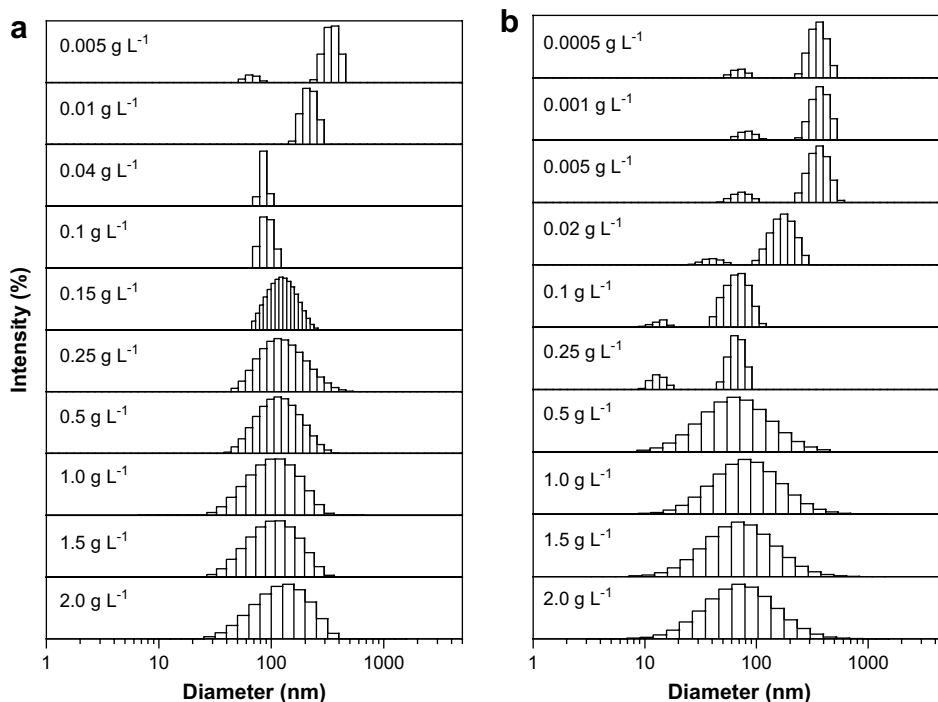 a
0.005 g L⁻¹
0.01 g L⁻¹
0.04 g L⁻¹
0.1 g L⁻¹
0.15 g L⁻¹
0.25 g L⁻¹
0.5 g L⁻¹
1.0 g L⁻¹
1.5 g L⁻¹
2.0 g L⁻¹
Intensity (%)
1 10 100 1000
Diameter (nm)
b
0.0005 g L⁻¹
0.001 g L⁻¹
0.005 g L⁻¹
0.02 g L⁻¹
0.1 g L⁻¹
0.25 g L⁻¹
0.5 g L⁻¹
1.0 g L⁻¹
1.5 g L⁻¹
2.0 g L⁻¹
1 10 100 1000
Diameter (nm)